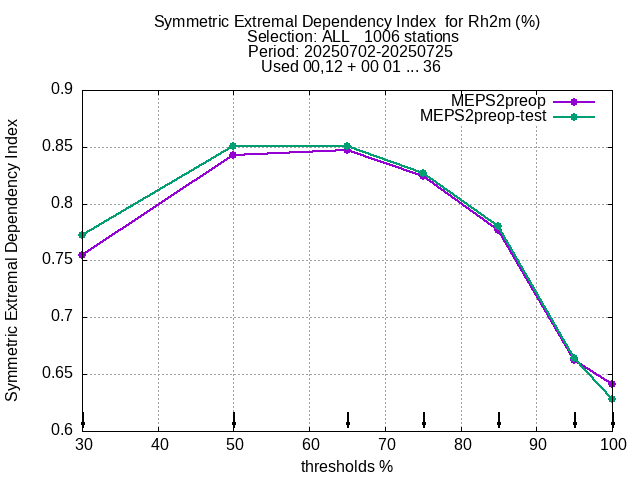 Symmetric Extremal Dependency Index  for Rh2m (%)
Selection: ALL   1006 stations
Period: 20250702-20250725
Used 00,12 + 00 01 ... 36
MEPS2preop
MEPS2preop-test
Symmetric Extremal Dependency Index
0.9
0.85
0.8
0.75
0.7
0.65
0.6
30 40 50 60 70 80 90 100
thresholds %